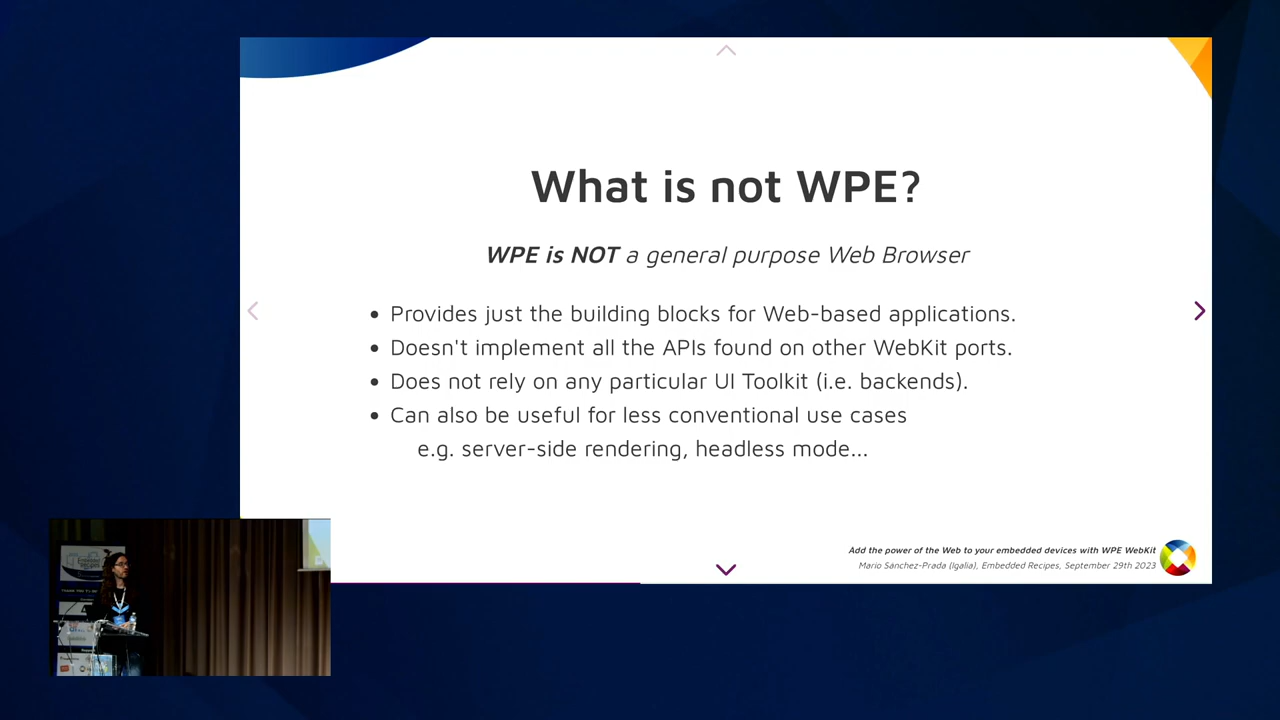 What is not WPE?
WPE is NOT a general purpose Web Browser
• Provides just the building blocks for Web-based applications.
• Doesn't implement all the APIs found on other WebKit ports.
• Does not rely on any particular UI Toolkit (i.e. backends).
• Can also be useful for less conventional use cases
e.g. server-side rendering, headless mode...
Add the power of the Web to your embedded devices with WPE WebKit
Mario Sánchez-Prada (Igalia), Embedded Recipes, September 29th 2023